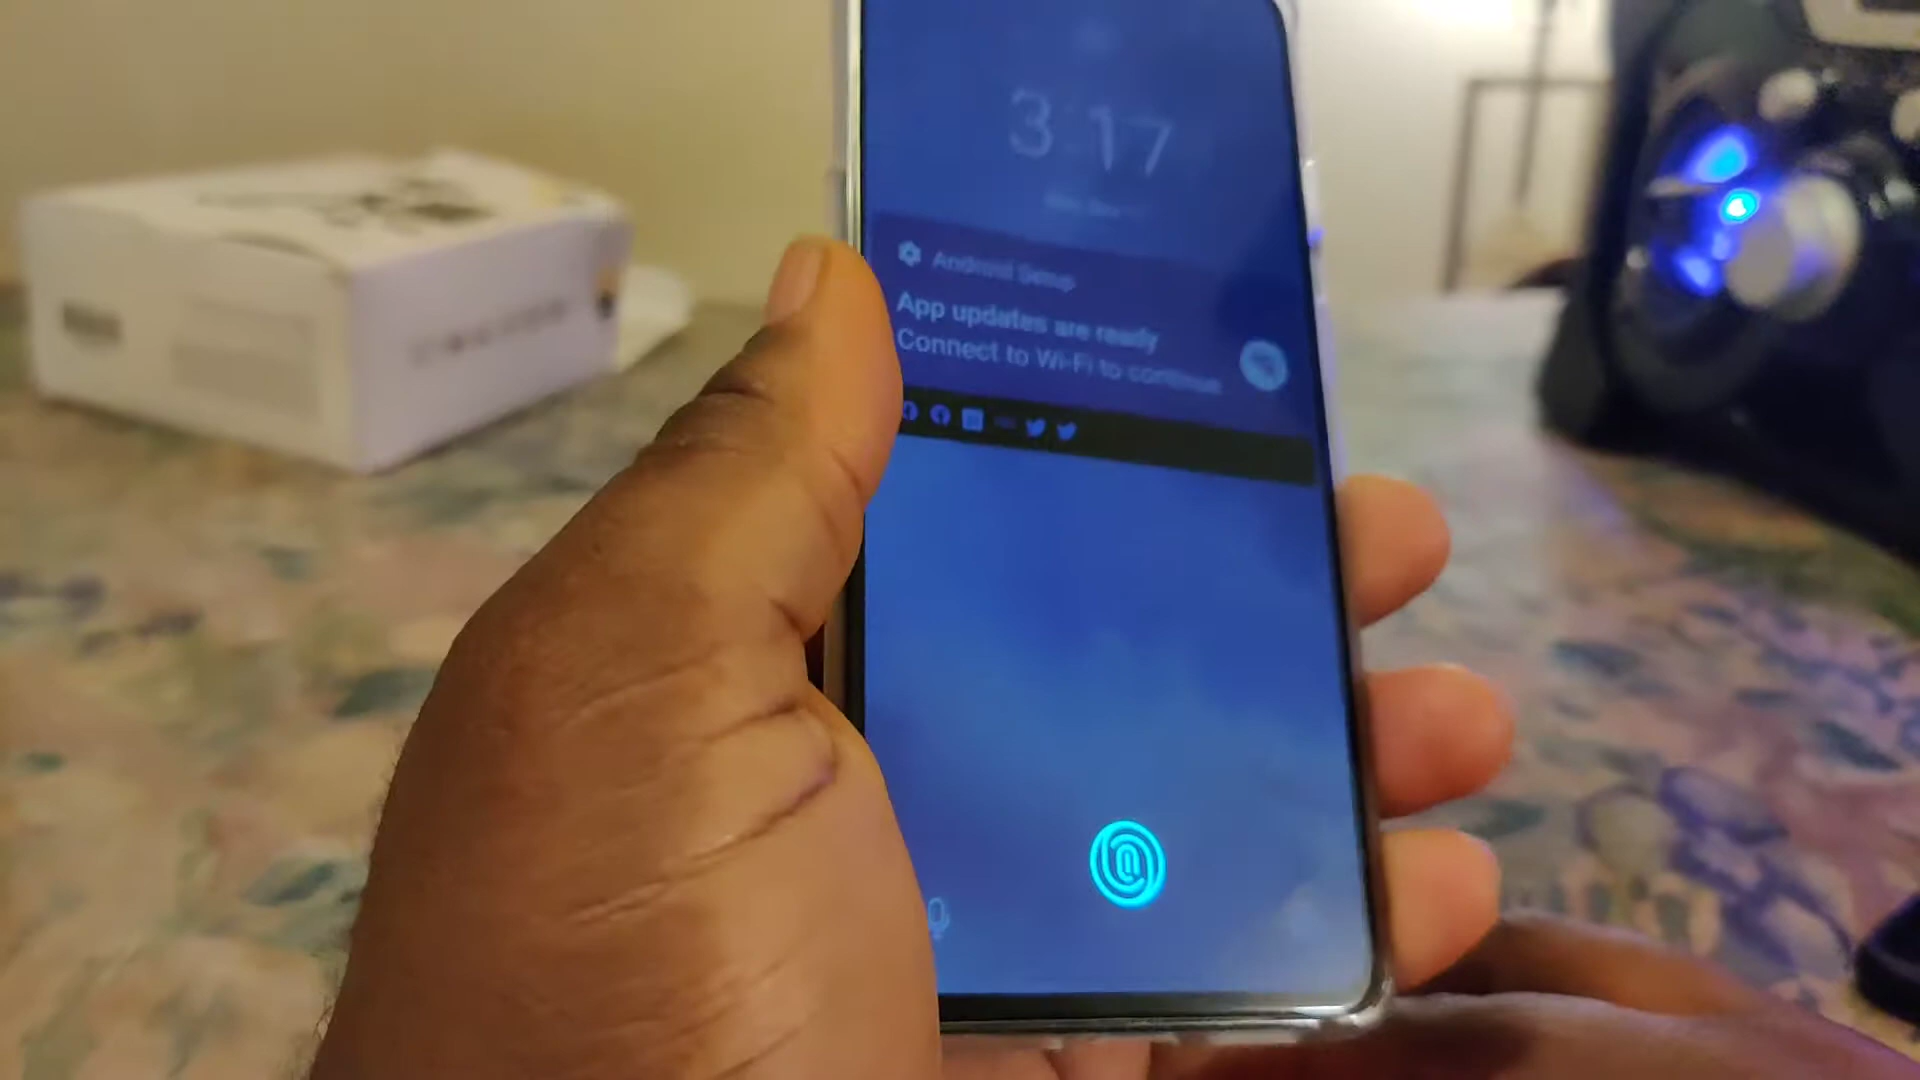 3:17
Android Setup
App updates are ready
Connect to Wi-Fi to continue